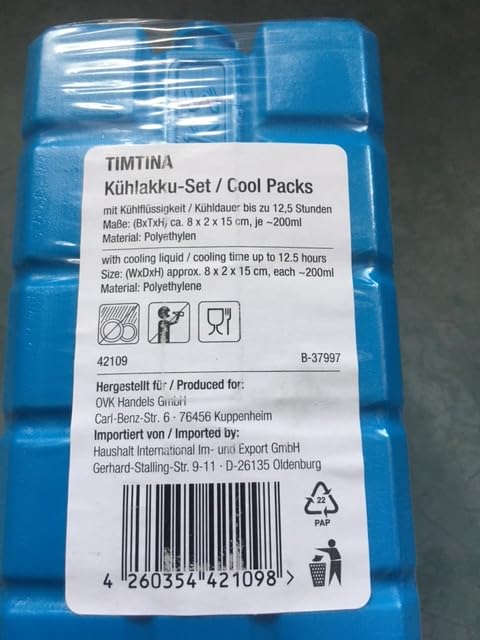 TIMTINA
Kühlakku-Set / Cool Packs
mit Kühlflüssigkeit / Kühldauer bis zu 12,5 Stunden
Maße: (BxTxH) ca. 8 x 2 x 15 cm, je ~200ml
Material: Polyethylen
with cooling liquid / cooling time up to 12.5 hours
Size: (WxDxH) approx. 8 x 2 x 15 cm, each ~200ml
Material: Polyethylene
42109 B-37997
Hergestellt für / Produced for:
OVK Handels GmbH
Carl-Benz-Str. 6 · 76456 Kuppenheim
Importiert von / Imported by:
Haushalt International Im- und Export GmbH
Gerhard-Stalling-Str. 9-11 · D-26135 Oldenburg
22
PAP
4 260354 421098 >